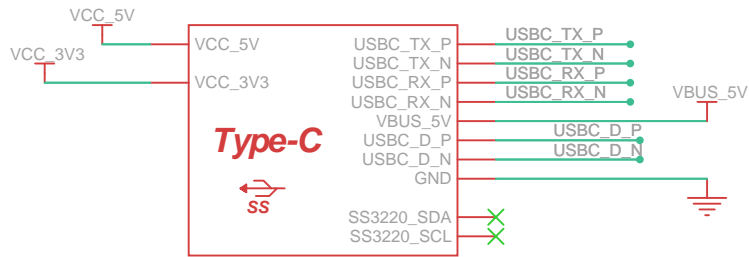 VCC_5V
VCC_3V3
VCC_5V
VCC_3V3
Type-C
SS
USBC_TX_P
USBC_TX_N
USBC_RX_P
USBC_RX_N
VBUS_5V
USBC_D_P
USBC_D_N
GND
SS3220_SDA
SS3220_SCL
USBC_TX_P
USBC_TX_N
USBC_RX_P
USBC_RX_N
VBUS_5V
USBC_D_P
USBC_D_N